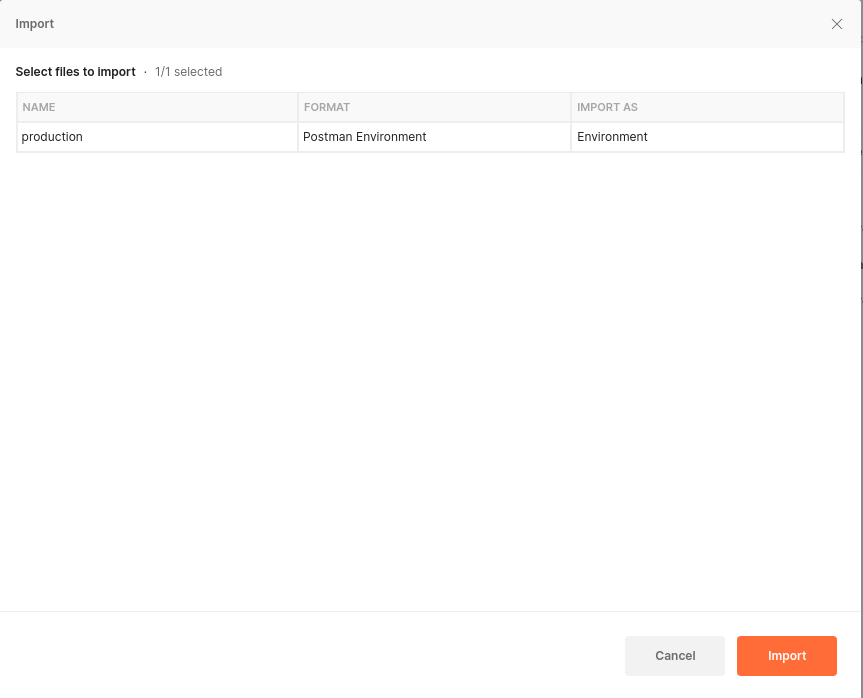 Import
Select files to import · 1/1 selected
NAME FORMAT IMPORT AS
production Postman Environment Environment
Cancel Import